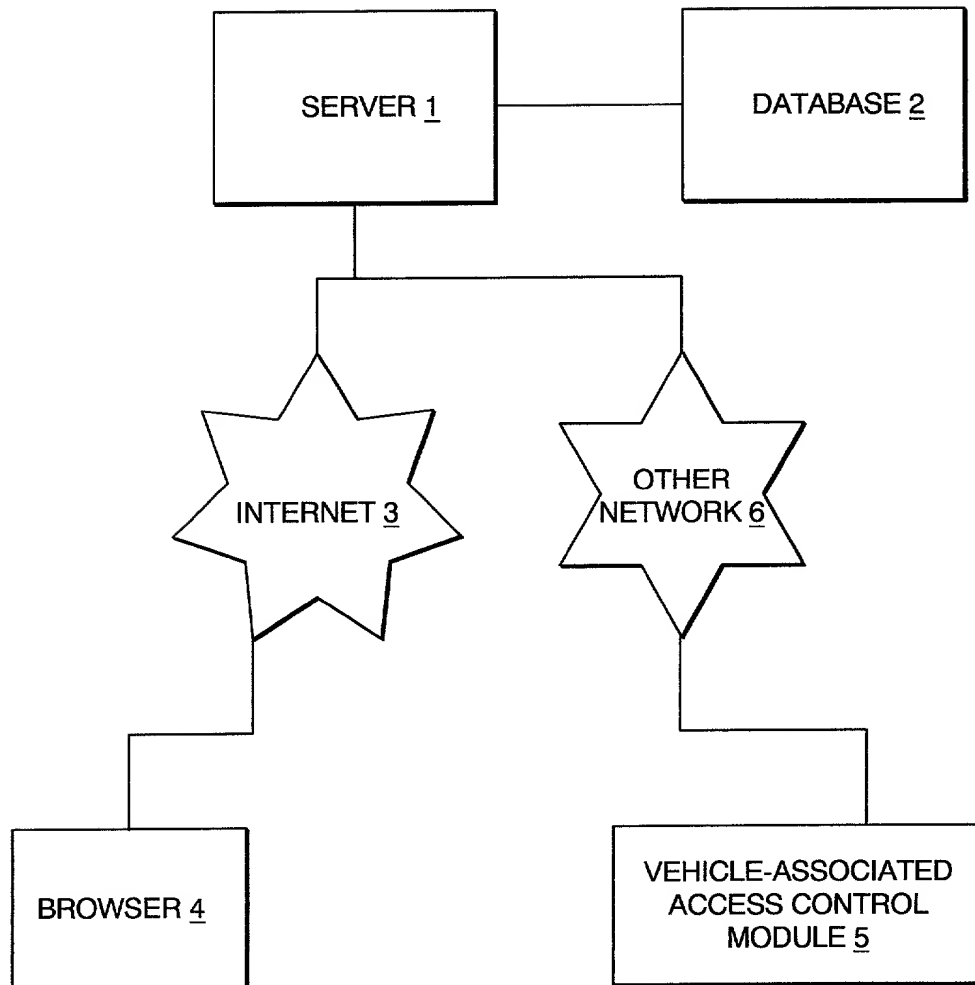 SERVER 1
DATABASE 2
INTERNET 3
OTHER
NETWORK 6
BROWSER 4
VEHICLE-ASSOCIATED
ACCESS CONTROL
MODULE 5